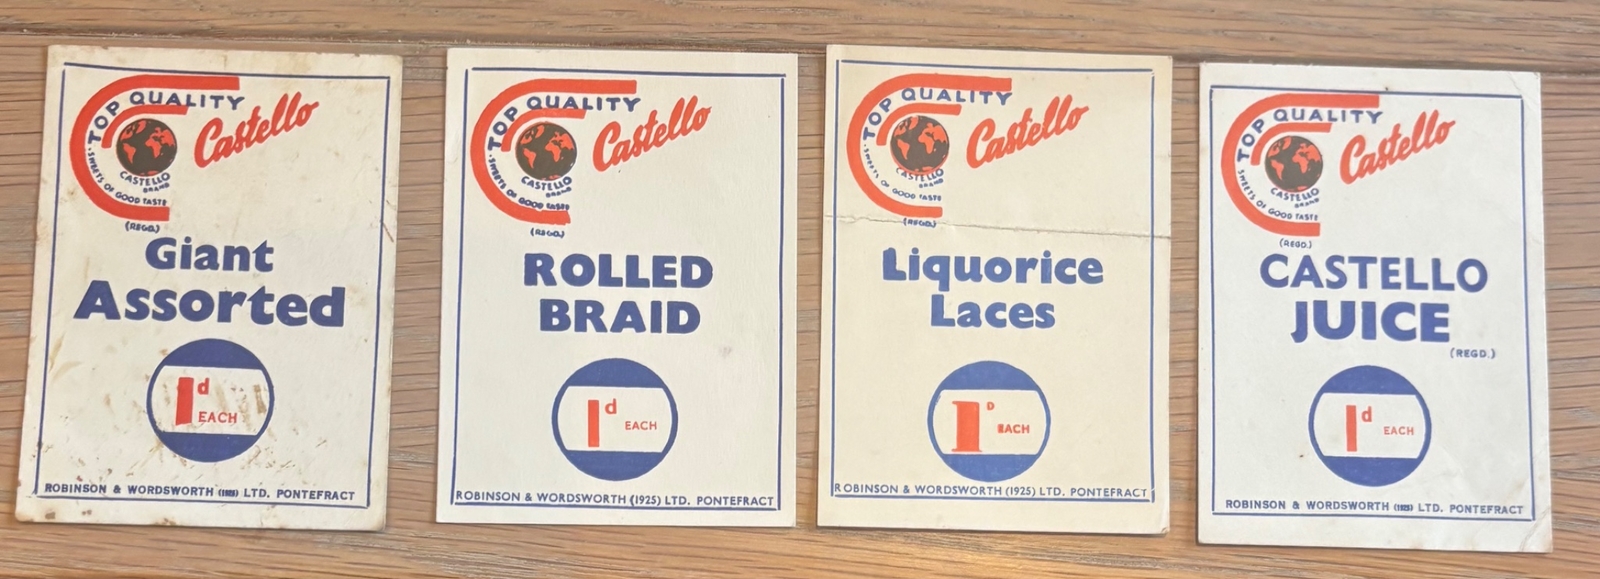 TOP QUALITY
Castello
SWEETS OF GOOD TASTE
CASTELLO
BRAND
(REGD.)
Giant
Assorted
1d
EACH
ROBINSON & WORDSWORTH (1925) LTD. PONTEFRACT
TOP QUALITY
Castello
SWEETS OF GOOD TASTE
CASTELLO
BRAND
(REGD.)
ROLLED
BRAID
1d
EACH
ROBINSON & WORDSWORTH (1925) LTD. PONTEFRACT
TOP QUALITY
Castello
SWEETS OF GOOD TASTE
CASTELLO
BRAND
(REGD.)
Liquorice
Laces
1D
EACH
ROBINSON & WORDSWORTH (1925) LTD. PONTEFRACT
TOP QUALITY
Castello
SWEETS OF GOOD TASTE
CASTELLO
BRAND
(REGD.)
CASTELLO
JUICE
(REGD.)
1d
EACH
ROBINSON & WORDSWORTH (1925) LTD. PONTEFRACT